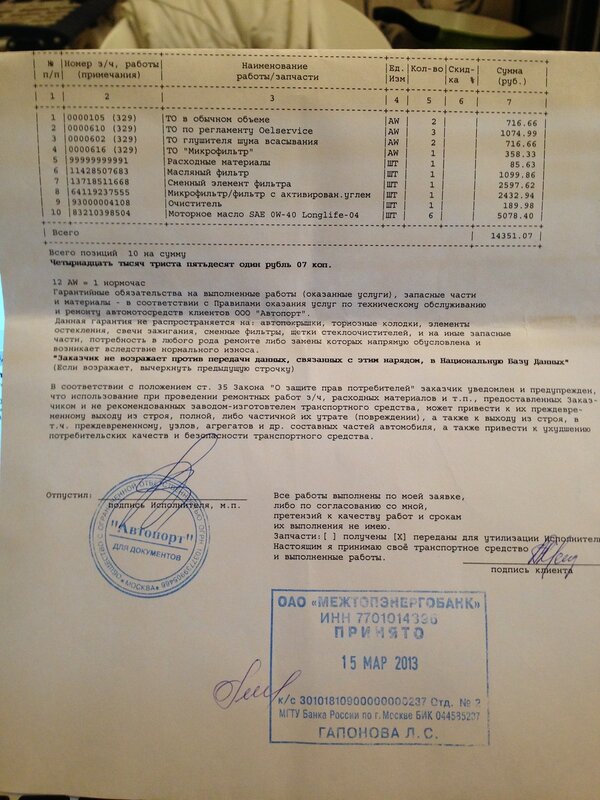 № п/п | Номер з/ч, работы (примечания) | Наименование работы/запчасти | Ед. Изм | Кол-во | Скид-ка % | Сумма (руб.)
1 | 2 | 3 | 4 | 5 | 6 | 7
1 | 0000105 (329) | ТО в обычном объеме | AW | 2 | | 716.66
2 | 0000610 (329) | ТО по регламенту Oelservice | AW | 3 | | 1074.99
3 | 0000602 (329) | ТО глушителя шума всасывания | AW | 2 | | 716.66
4 | 0000616 (329) | ТО "Микрофильтр" | AW | 1 | | 358.33
5 | 99999999991 | Расходные материалы | ШТ | 1 | | 85.63
6 | 11428507683 | Масляный фильтр | ШТ | 1 | | 1099.86
7 | 13718511668 | Сменный элемент фильтра | ШТ | 1 | | 2597.62
8 | 64119237555 | Микрофильтр/фильтр с активирован.углем | ШТ | 1 | | 2432.94
9 | 93000004108 | Очиститель | ШТ | 1 | | 189.98
10 | 83210398504 | Моторное масло SAE 0W-40 Longlife-04 | ШТ | 6 | | 5078.40
Всего | 14351.07
Всего позиций 10 на сумму
Четырнадцать тысяч триста пятьдесят один рубль 07 коп.
12 AW = 1 нормочас
Гарантийные обязательства на выполненные работы (оказанные услуги), запасные части
и материалы - в соответствии с Правилами оказания услуг по техническому обслуживанию
и ремонту автомотосредств клиентов ООО "Автопорт".
Данная гарантия не распространяется на: автопокрышки, тормозные колодки, элементы
остекления, свечи зажигания, сменные фильтры, щетки стеклоочистителей, и на иные запасные
части, потребность в любого рода ремонте либо замены которых напрямую обусловлена и
возникает вследствие нормального износа.
"Заказчик не возражает против передачи данных, связанных с этим нарядом, в Национальную Базу Данных"
(Если возражает, вычеркнуть предыдущую строчку)
В соответствии с положением ст. 35 Закона "О защите прав потребителей" заказчик уведомлен и предупрежден,
что использование при проведении ремонтных работ з/ч, расходных материалов и т.п., предоставленных Заказ-
чиком и не рекомендованных заводом-изготовителем транспортного средства, может привести к их преждевре-
менному выходу из строя, полной, либо частичной их утрате (повреждении), а также к выходу из строя, в
т.ч. преждевременному, узлов, агрегатов и др. составных частей автомобиля, а также привести к ухудшению
потребительских качеств и безопасности транспортного средства.
Отпустил:
подпись Исполнителя, м.п.
"Автопорт"
ДЛЯ ДОКУМЕНТОВ
МОСКВА
Все работы выполнены по моей заявке,
либо по согласованию со мной,
претензий к качеству работ и срокам
их выполнения не имею.
Запчасти:[ ] получены [X] переданы для утилизации Исполнителю
Настоящим я принимаю своё транспортное средство
и выполненные работы.
подпись клиента
ОАО «МЕЖТОПЭНЕРГОБАНК»
ИНН 7701014396
ПРИНЯТО
15 МАР 2013
к/с 30101810900000000237 Отд. № 2
МГТУ Банка России по г. Москве БИК 044585237
ГАПОНОВА Л. С.